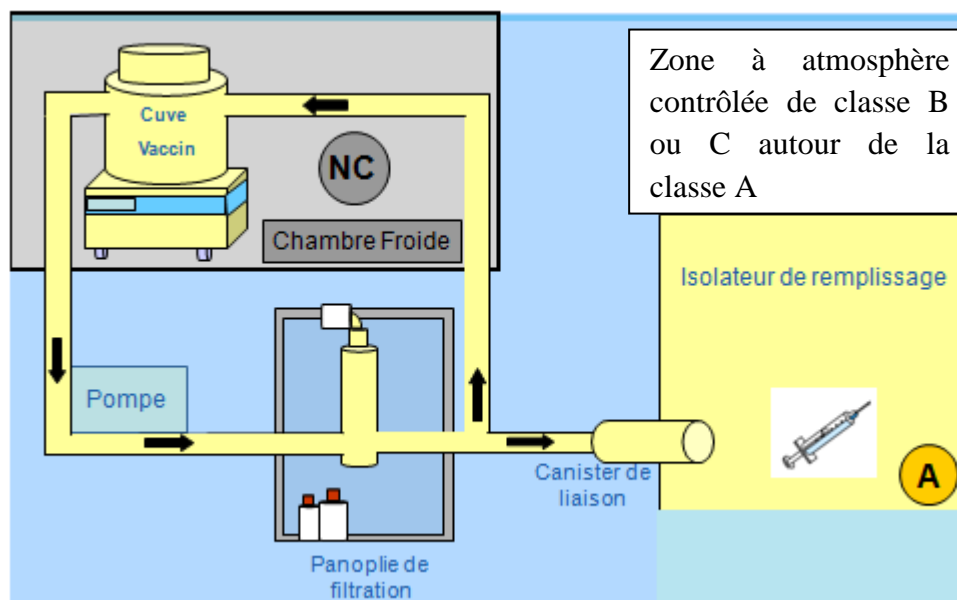 Zone à atmosphère
contrôlée de classe B
ou C autour de la
classe A
Cuve
Vaccin
NC
Chambre Froide
Isolateur de remplissage
Pompe
A
Canister de
liaison
Panoplie de
filtration